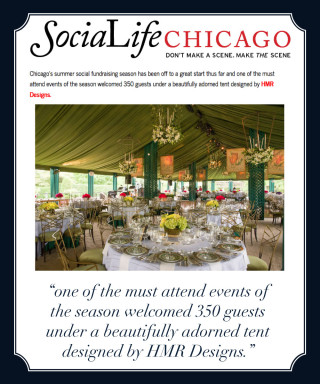 SociaLife CHICAGO
DON'T MAKE A SCENE. MAKE THE SCENE
Chicago's summer social fundraising season has been off to a great start thus far and one of the must
attend events of the season welcomed 350 guests under a beautifully adorned tent designed by HMR
Designs.
“one of the must attend events of
the season welcomed 350 guests
under a beautifully adorned tent
designed by HMR Designs.”